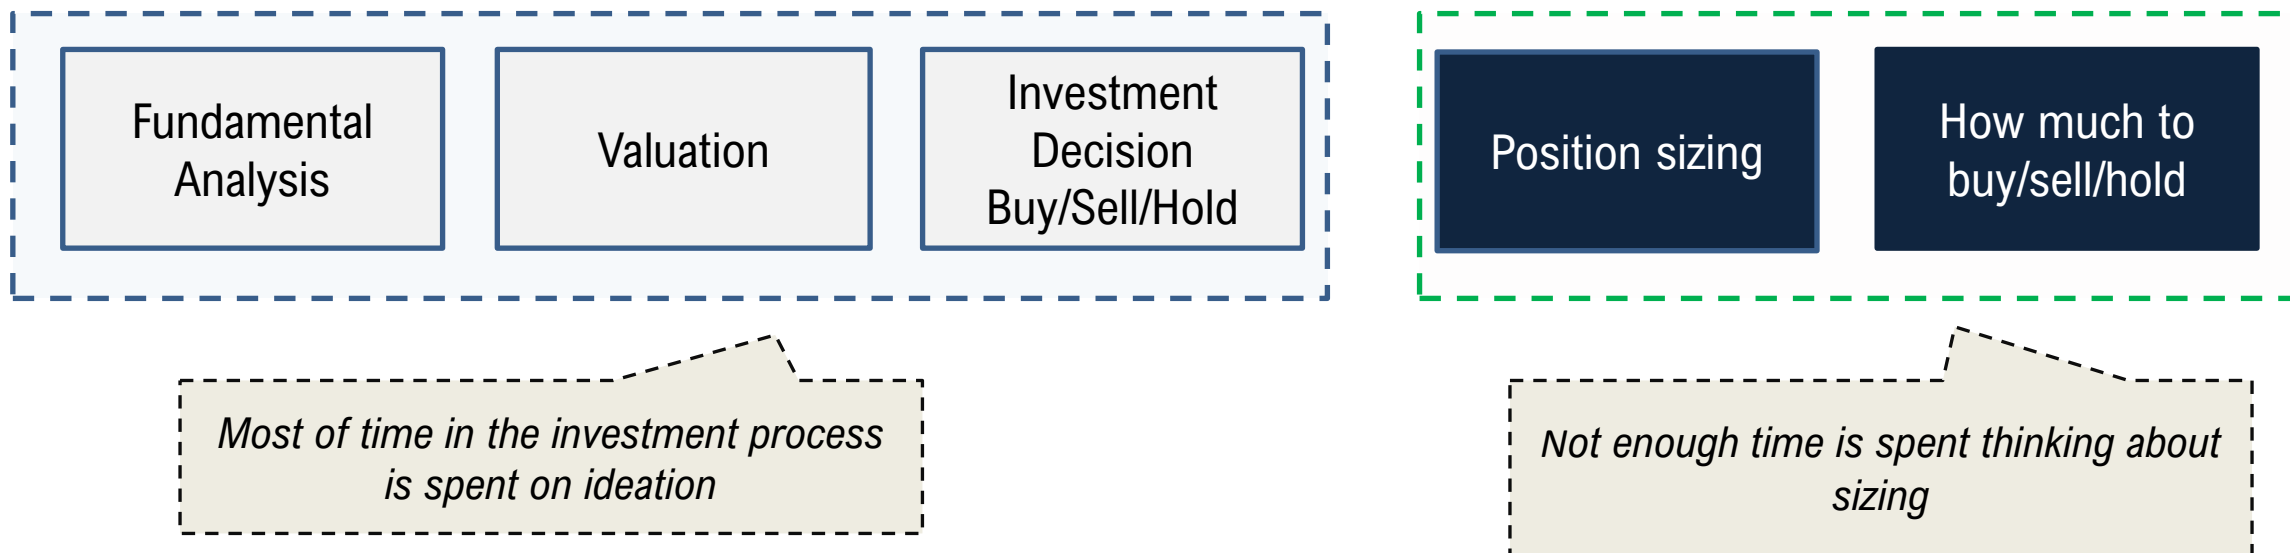 Fundamental
Analysis
Valuation
Investment
Decision
Buy/Sell/Hold
Position sizing
How much to
buy/sell/hold
Most of time in the investment process
is spent on ideation
Not enough time is spent thinking about
sizing